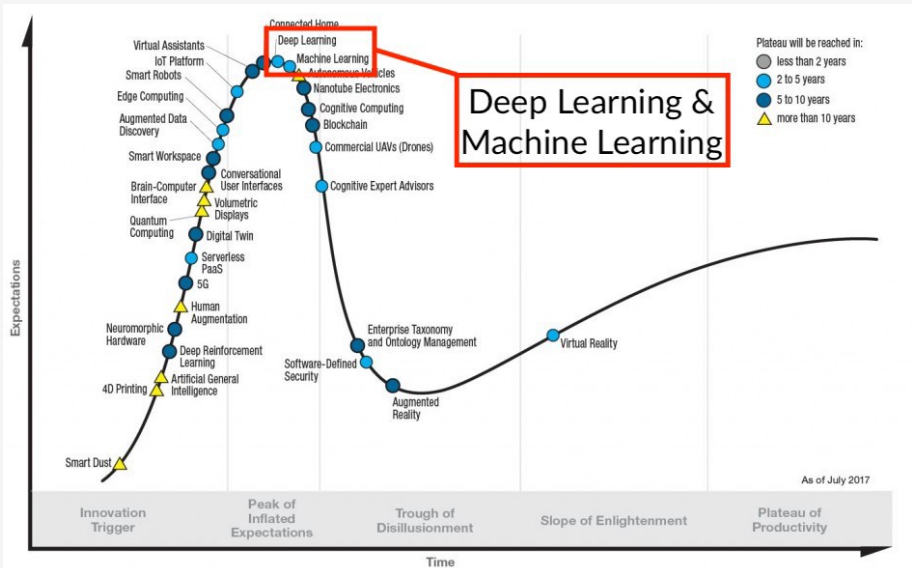 Connected Home
Deep Learning
Virtual Assistants
Machine Learning
IoT Platform
Autonomous Vehicles
Smart Robots
Nanotube Electronics
Edge Computing
Cognitive Computing
Augmented Data
Discovery
Blockchain
Commercial UAVs (Drones)
Smart Workspace
Conversational
User Interfaces
Cognitive Expert Advisors
Brain-Computer
Interface
Volumetric
Displays
Quantum
Computing
Digital Twin
Serverless
PaaS
5G
Human
Augmentation
Neuromorphic
Hardware
Deep Reinforcement
Learning
Artificial General
Intelligence
4D Printing
Smart Dust
Enterprise Taxonomy
and Ontology Management
Software-Defined
Security
Augmented
Reality
Virtual Reality
Deep Learning &
Machine Learning
Plateau will be reached in:
less than 2 years
2 to 5 years
5 to 10 years
more than 10 years
As of July 2017
Expectations
Innovation
Trigger
Peak of
Inflated
Expectations
Trough of
Disillusionment
Slope of Enlightenment
Plateau of
Productivity
Time